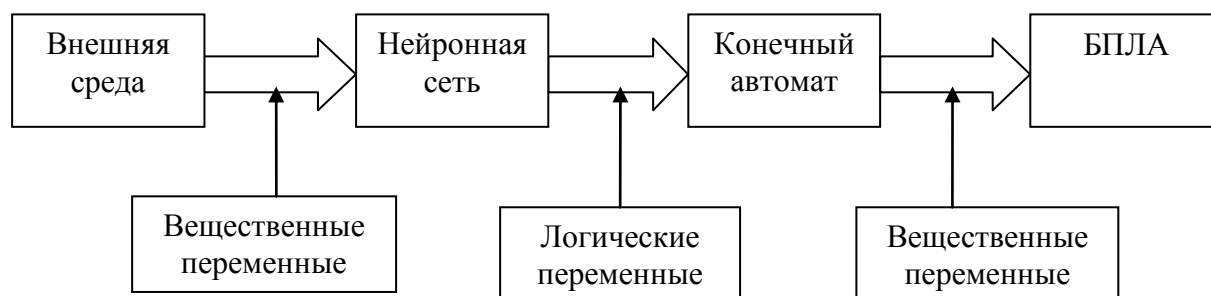 Внешняя
среда
Нейронная
сеть
Конечный
автомат
БПЛА
Вещественные
переменные
Логические
переменные
Вещественные
переменные